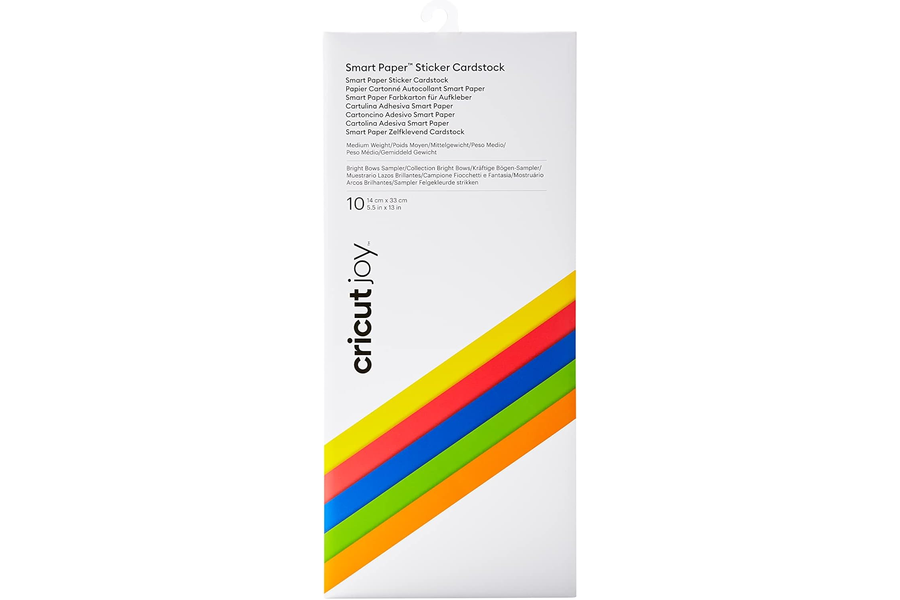 Smart Paper™ Sticker Cardstock
Smart Paper Sticker Cardstock
Papier Cartonné Autocollant Smart Paper
Smart Paper Farbkarton für Aufkleber
Cartulina Adhesiva Smart Paper
Cartoncino Adesivo Smart Paper
Cartolina Adesiva Smart Paper
Smart Paper Zelfklevend Cardstock
Medium Weight/Poids Moyen/Mittelgewicht/Peso Medio/
Peso Médio/Gemiddeld Gewicht
Bright Bows Sampler/Collection Bright Bows/Kräftige Bögen-Sampler/
Muestrario Lazos Brillantes/Campione Fiocchetti e Fantasia/Mostruário
Arcos Brilhantes/Sampler Felgekleurde strikken
10 14 cm x 33 cm
5.5 in x 13 in
cricut joy™